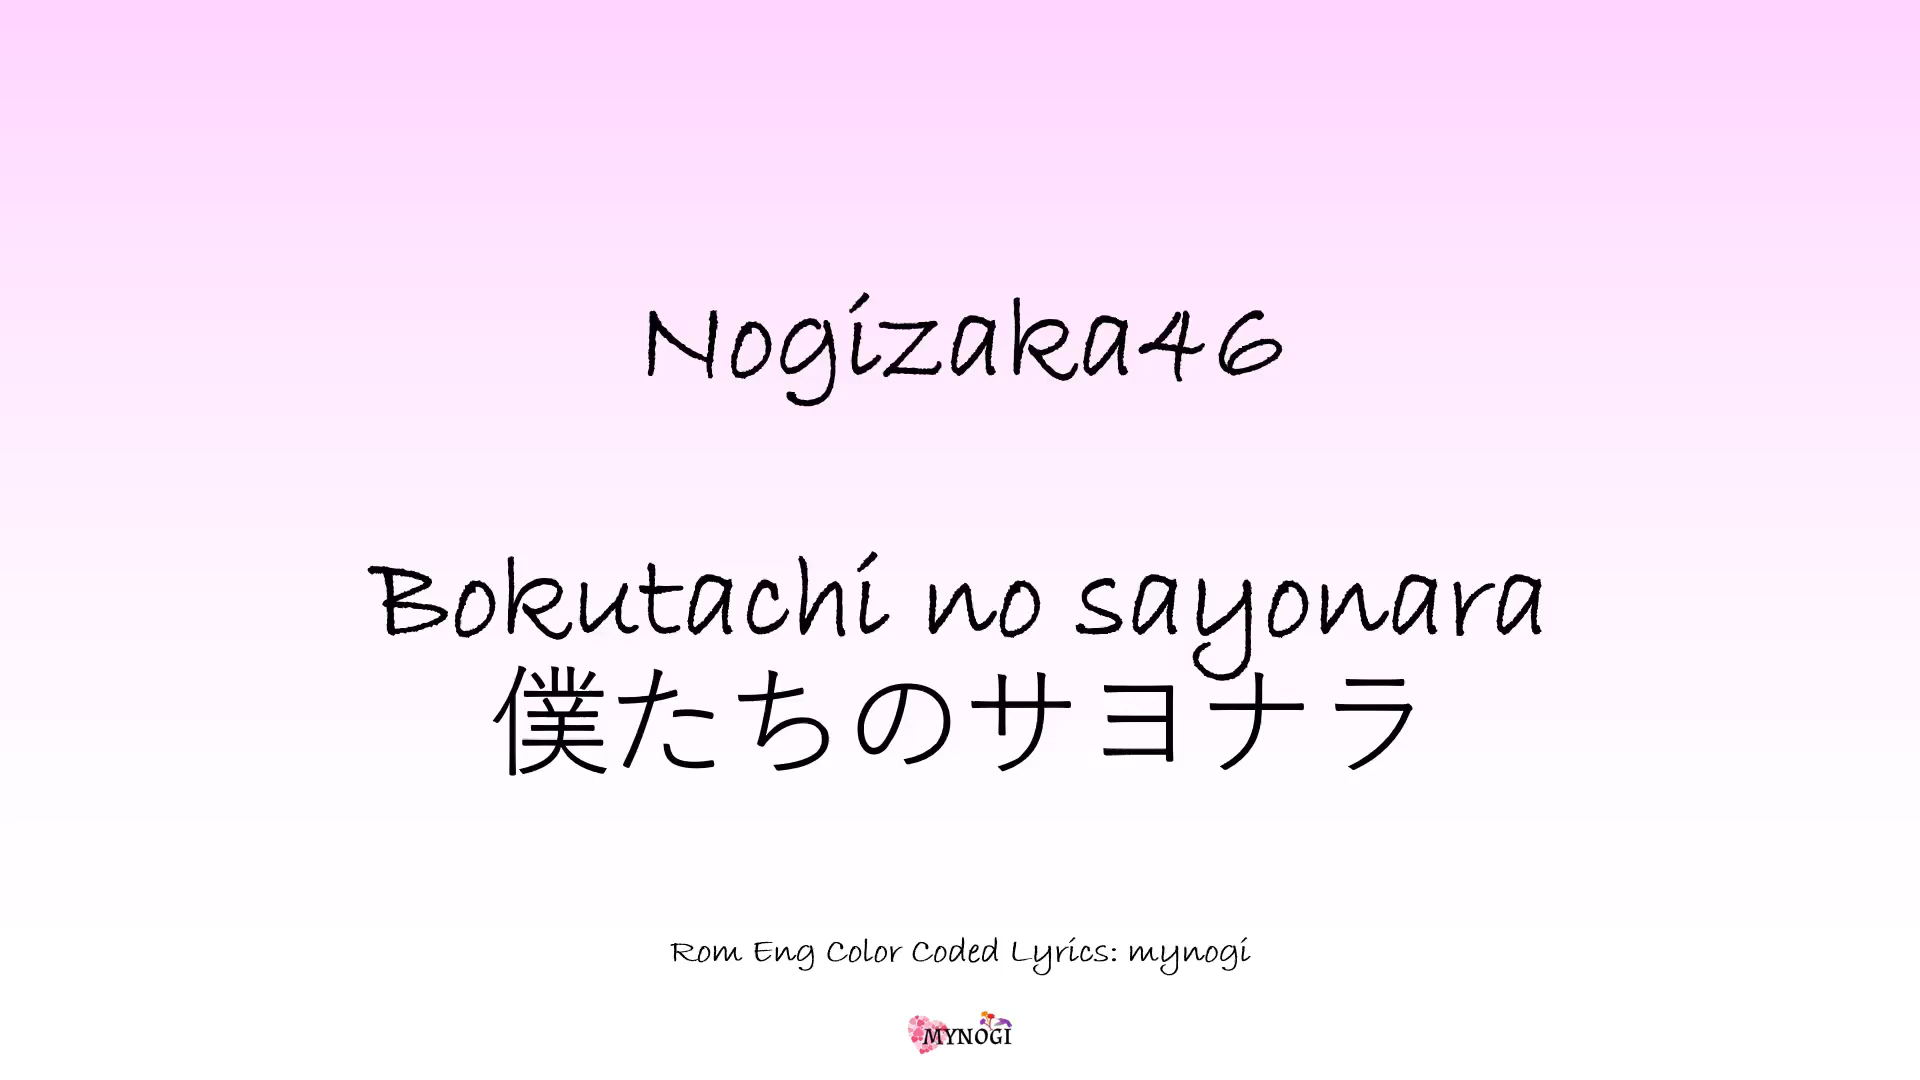 Nogizaka46
Bokutachi no sayonara
僕たちのサヨナラ
Rom Eng Color Coded Lyrics: mynogi
MYNOGI